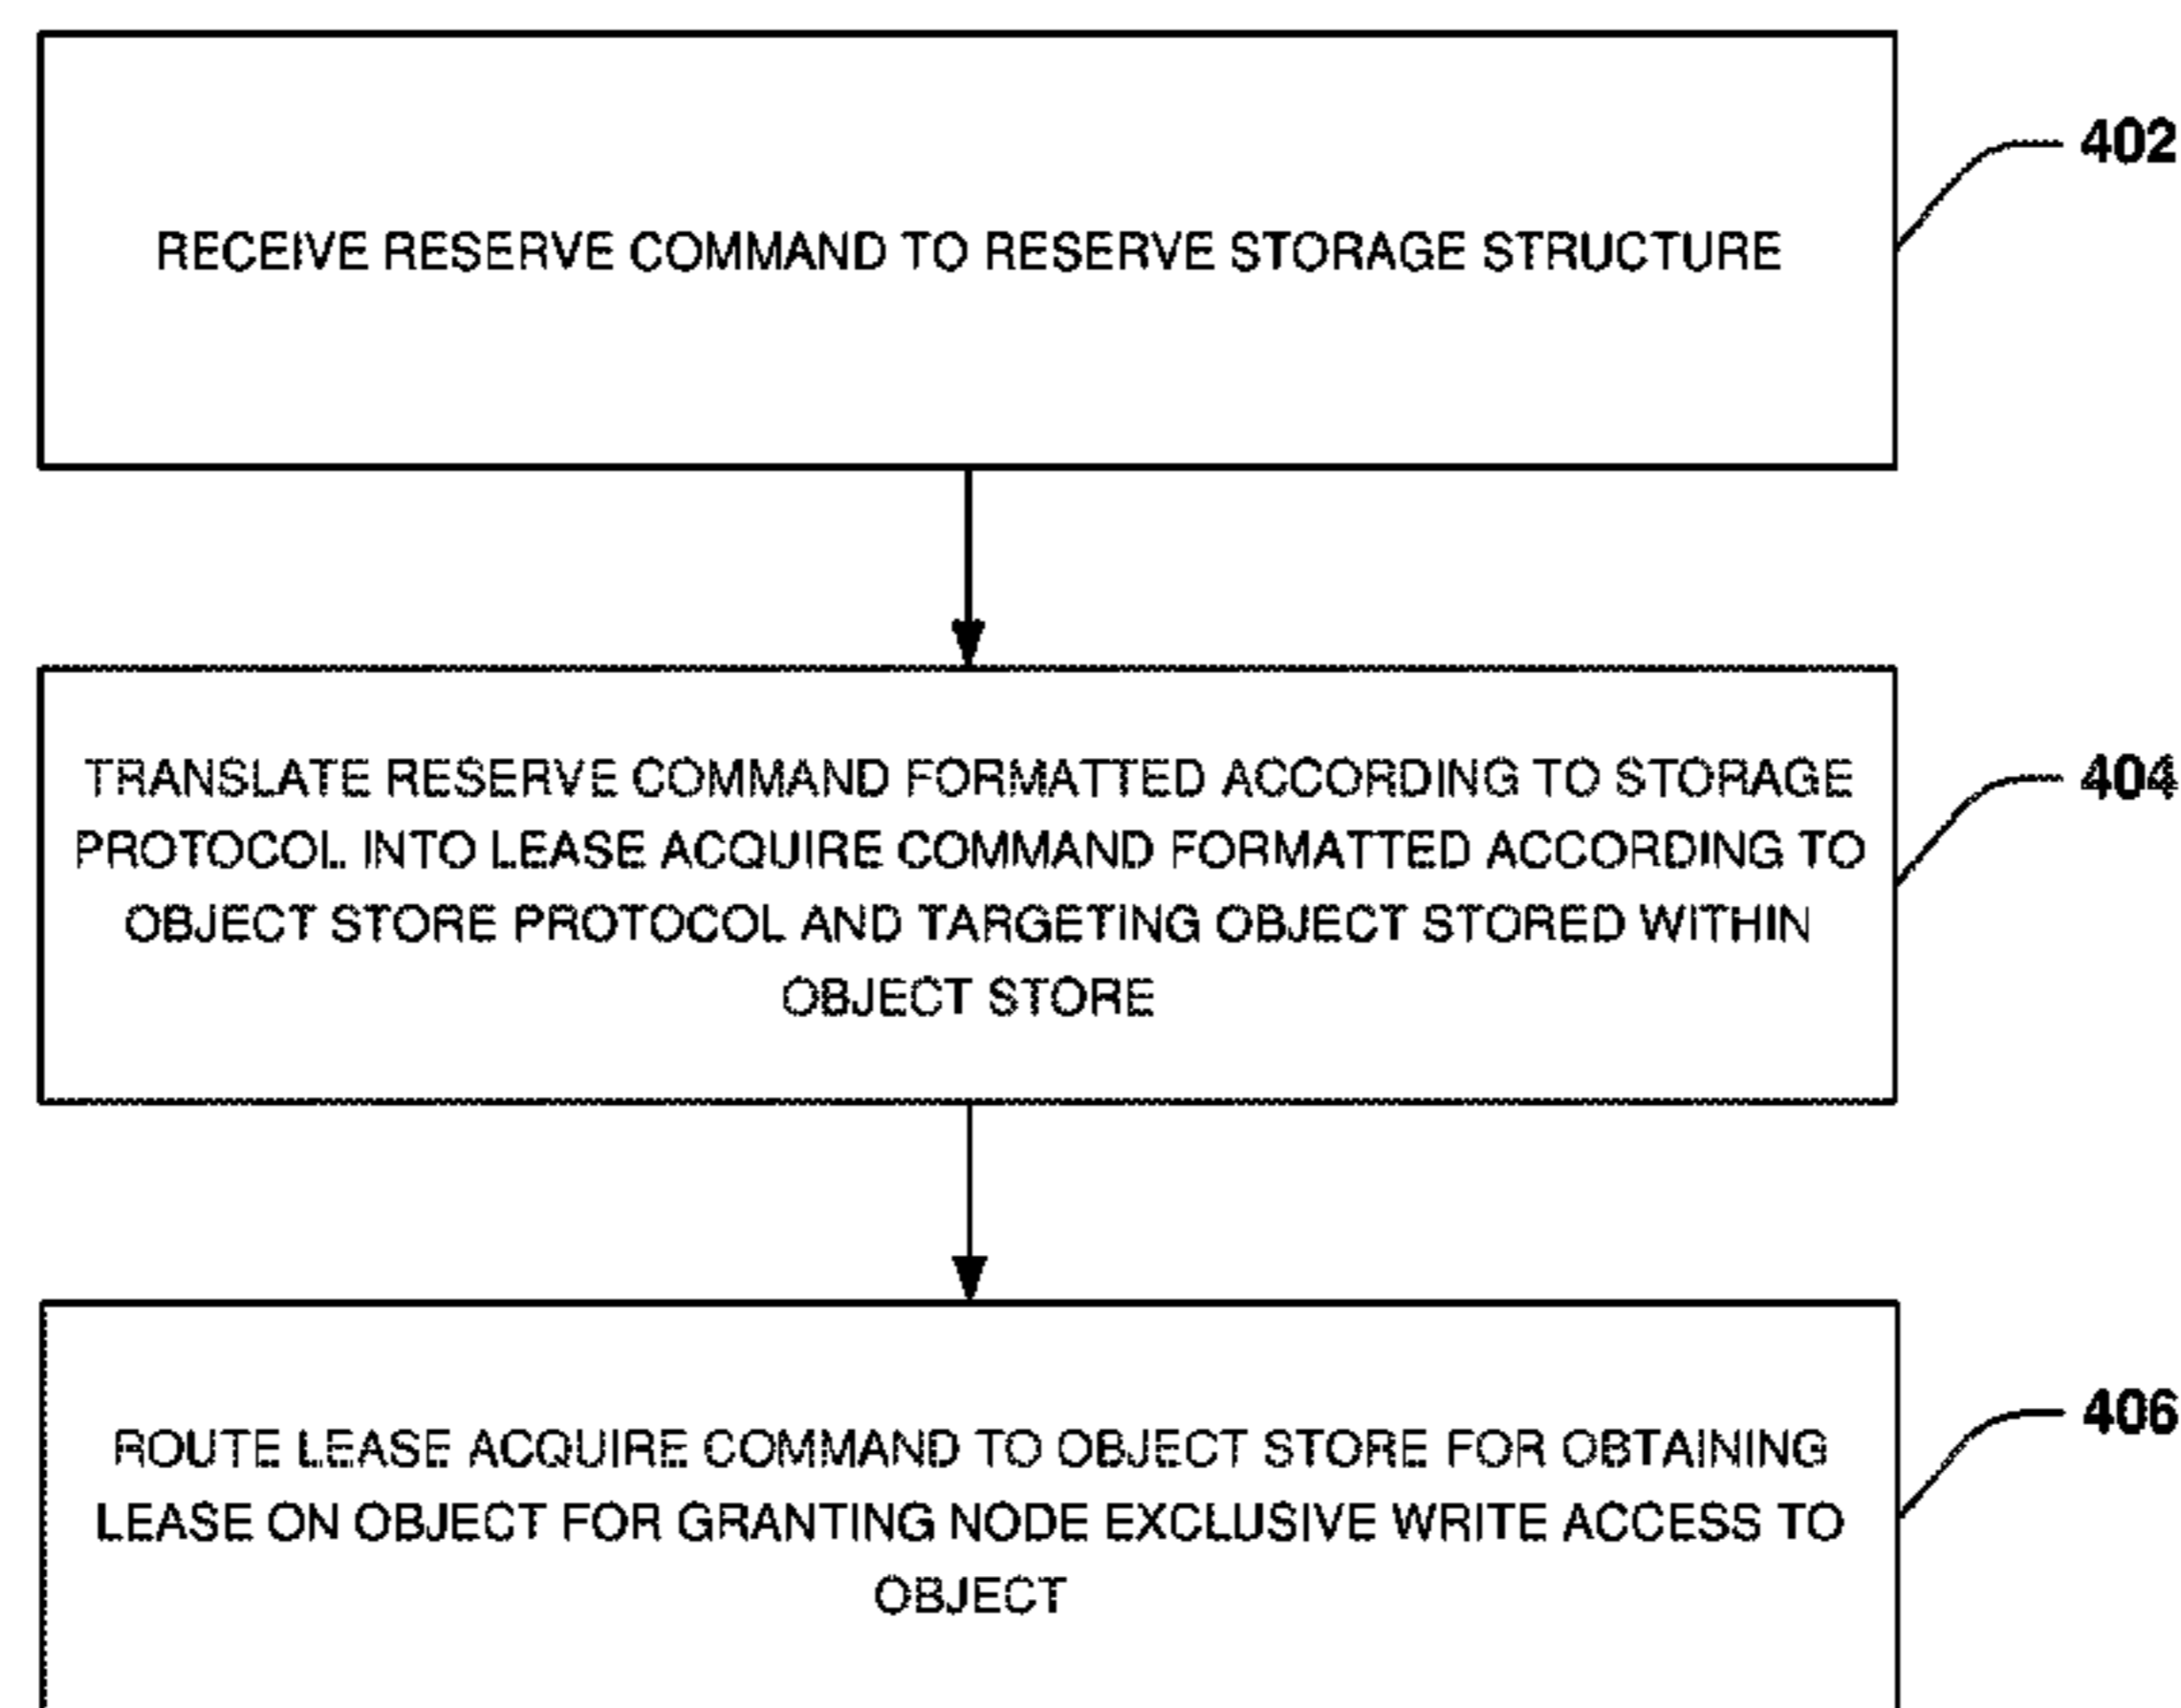 RECEIVE RESERVE COMMAND TO RESERVE STORAGE STRUCTURE
402
TRANSLATE RESERVE COMMAND FORMATTED ACCORDING TO STORAGE
PROTOCOL INTO LEASE ACQUIRE COMMAND FORMATTED ACCORDING TO
OBJECT STORE PROTOCOL AND TARGETING OBJECT STORED WITHIN
OBJECT STORE
404
ROUTE LEASE ACQUIRE COMMAND TO OBJECT STORE FOR OBTAINING
LEASE ON OBJECT FOR GRANTING NODE EXCLUSIVE WRITE ACCESS TO
OBJECT
406